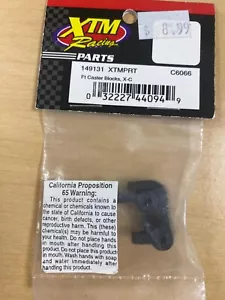 XTM
Racing
$ 8.99
PARTS
149131 XTMPRT C6066
Ft Caster Blocks, X-C
0 32227 44094 9
California Proposition
65 Warning:
This product contains a
chemical or chemicals known to
the state of California to cause
cancer, birth defects, or other
reproductive harm. This (These)
chemical(s) may be harmful to
your health. Do not place hands
in mouth after handling this
product. Do not place product in
mouth. Wash hands with soap
and water immediately after
handling this product.